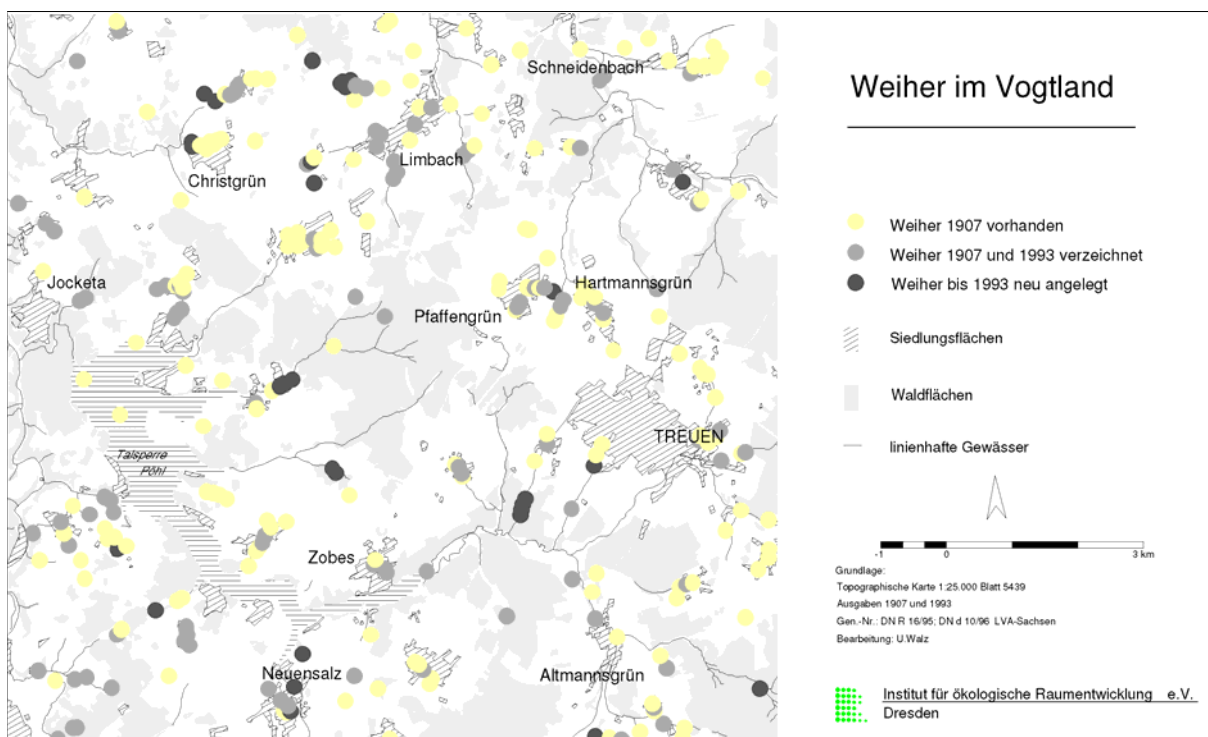 Schneidenbach
Limbach
Christgrün
Jocketa
Hartmannsgrün
Pfaffengrün
TREUEN
Talsperre
Pöhl
Zobes
Neuensalz
Altmannsgrün
Weiher im Vogtland
Weiher 1907 vorhanden
Weiher 1907 und 1993 verzeichnet
Weiher bis 1993 neu angelegt
Siedlungsflächen
Waldflächen
linienhafte Gewässer
-1 0 3 km
Grundlage:
Topographische Karte 1:25.000 Blatt 5439
Ausgaben 1907 und 1993
Gen.-Nr.: DN R 16/95; DN d 10/96 LVA-Sachsen
Bearbeitung: U.Walz
Institut für ökologische Raumentwicklung e.V.
Dresden